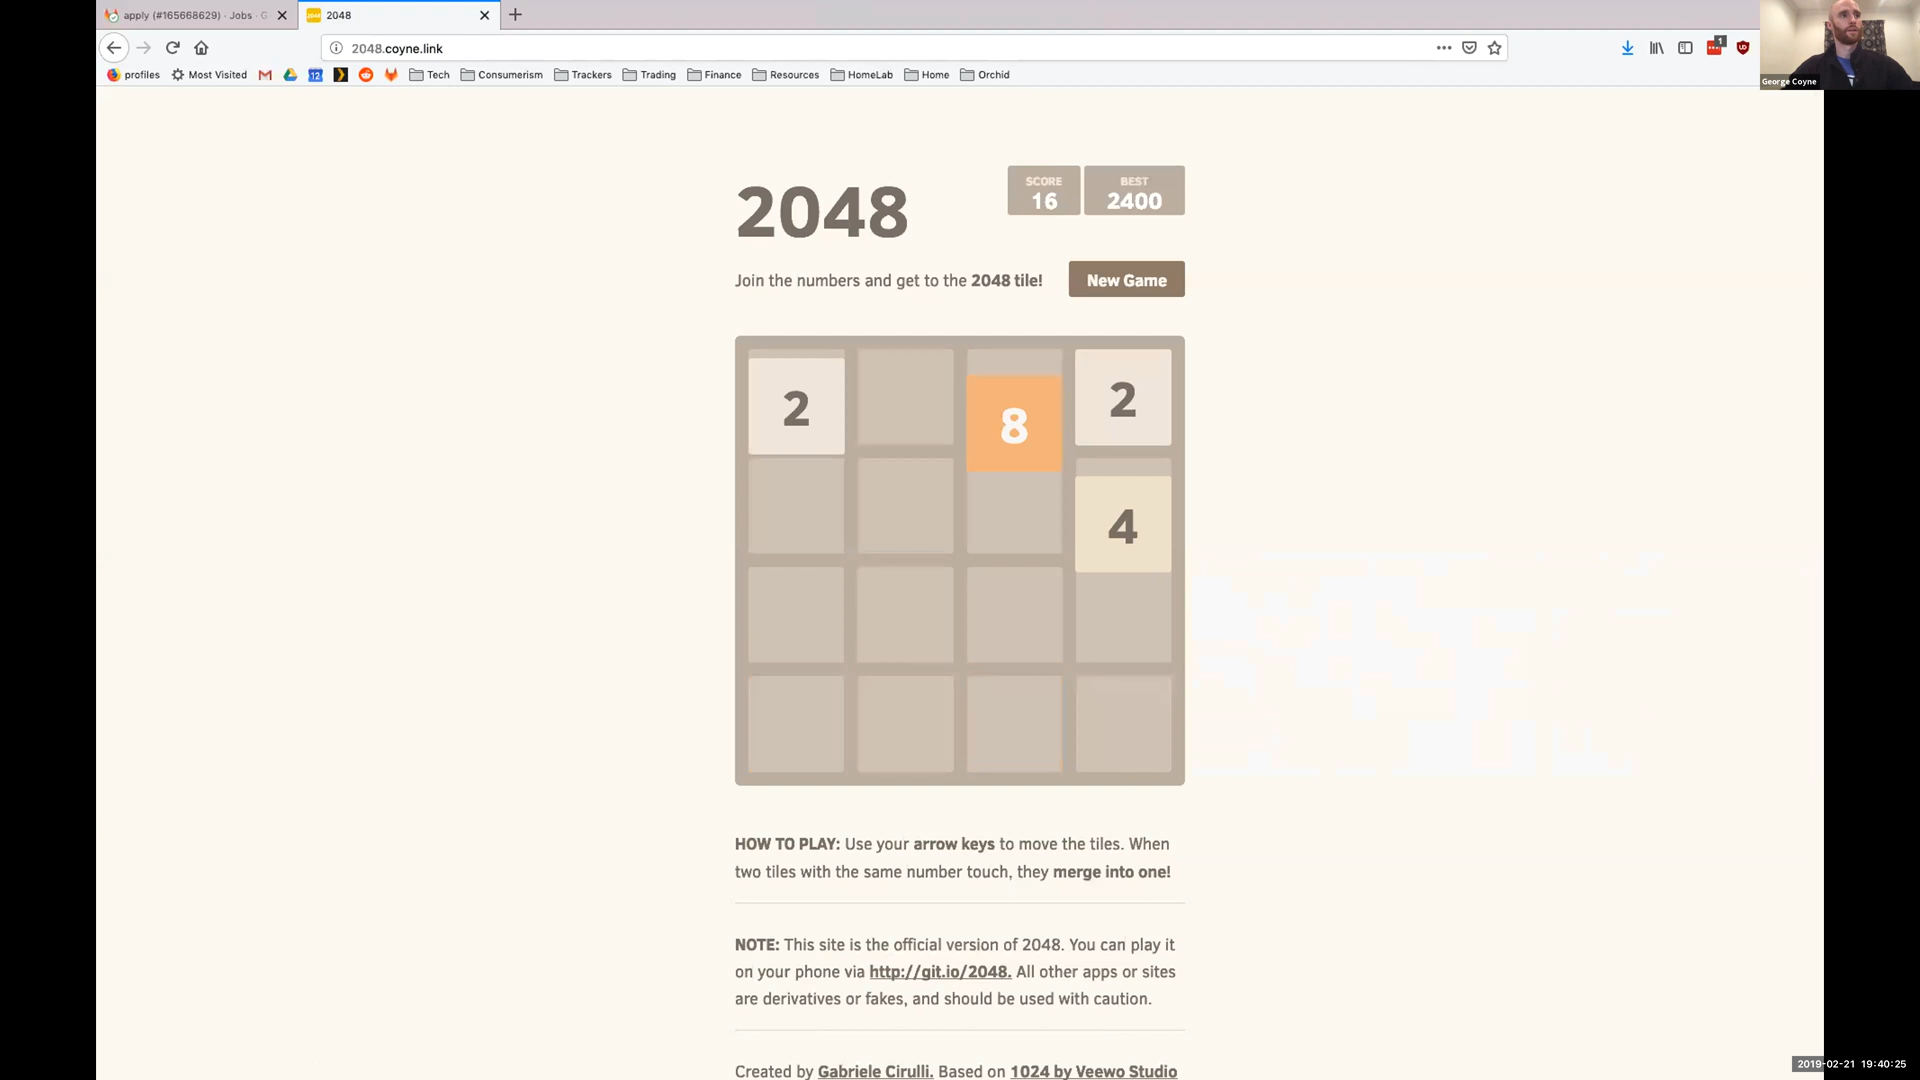 apply (#165668629) · Jobs · G
2048
2048.coyne.link
1
profiles
Most Visited
12
Tech
Consumerism
Trackers
Trading
Finance
Resources
HomeLab
Home
Orchid
George Coyne
2048
SCORE
16
BEST
2400
Join the numbers and get to the 2048 tile!
New Game
2
8
2
4
HOW TO PLAY: Use your arrow keys to move the tiles. When
two tiles with the same number touch, they merge into one!
NOTE: This site is the official version of 2048. You can play it
on your phone via http://git.io/2048. All other apps or sites
are derivatives or fakes, and should be used with caution.
Created by Gabriele Cirulli. Based on 1024 by Veewo Studio
2019-02-21 19:40:25